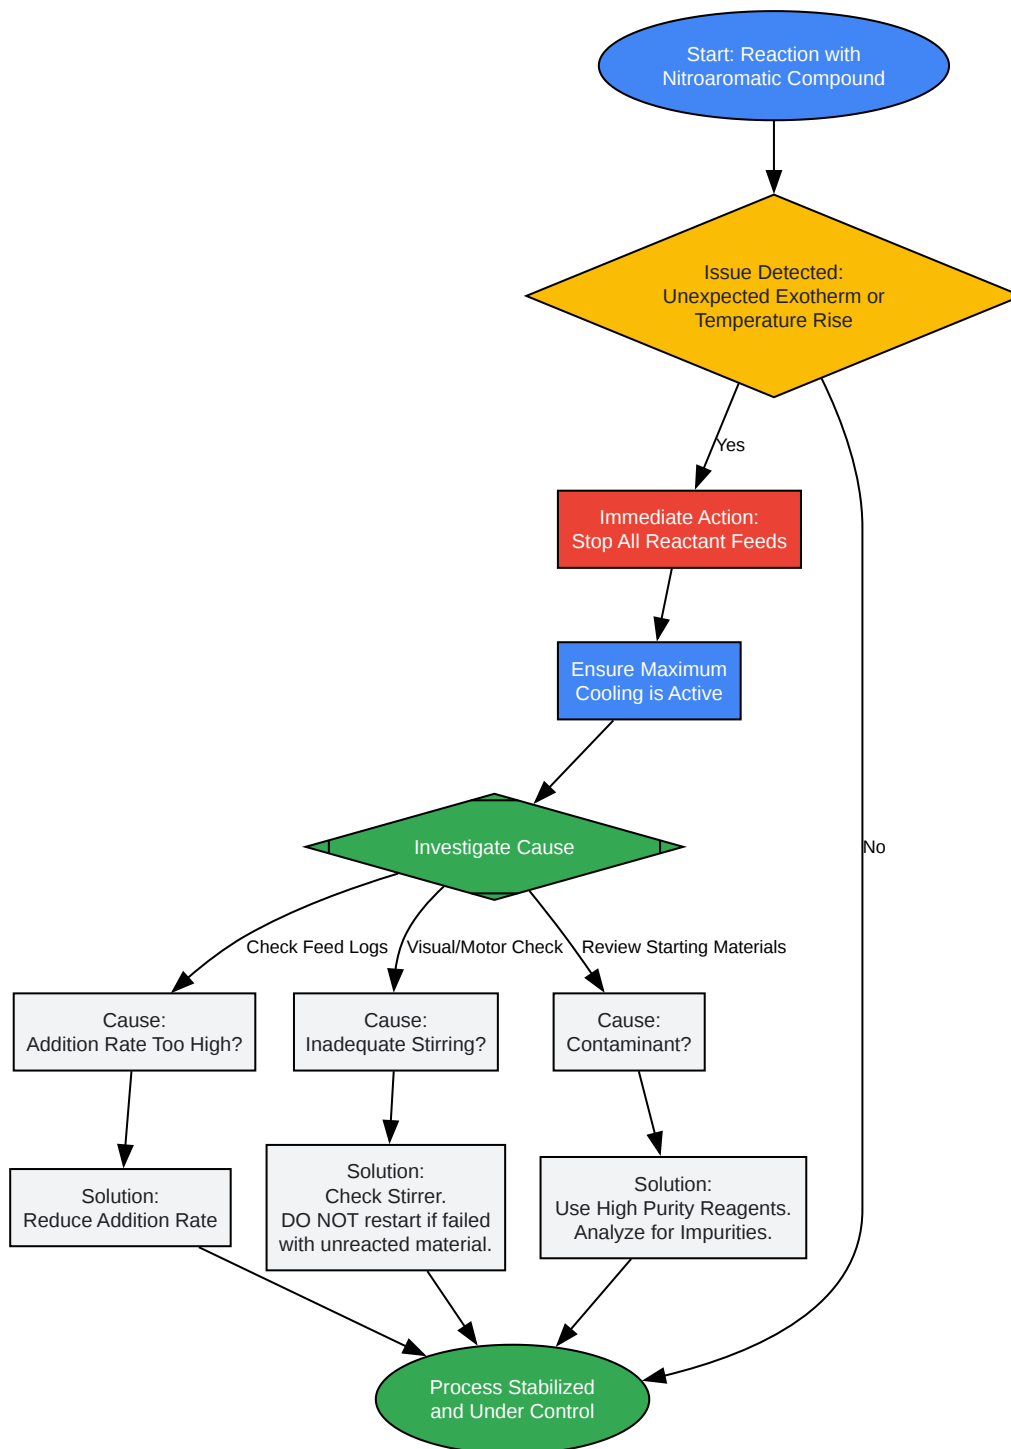 Start: Reaction with
Nitroaromatic Compound
Issue Detected:
Unexpected Exotherm or
Temperature Rise
Yes
Immediate Action:
Stop All Reactant Feeds
Ensure Maximum
Cooling is Active
Investigate Cause
No
Check Feed Logs
Visual/Motor Check
Review Starting Materials
Cause:
Addition Rate Too High?
Cause:
Inadequate Stirring?
Cause:
Contaminant?
Solution:
Reduce Addition Rate
Solution:
Check Stirrer.
DO NOT restart if failed
with unreacted material.
Solution:
Use High Purity Reagents.
Analyze for Impurities.
Process Stabilized
and Under Control